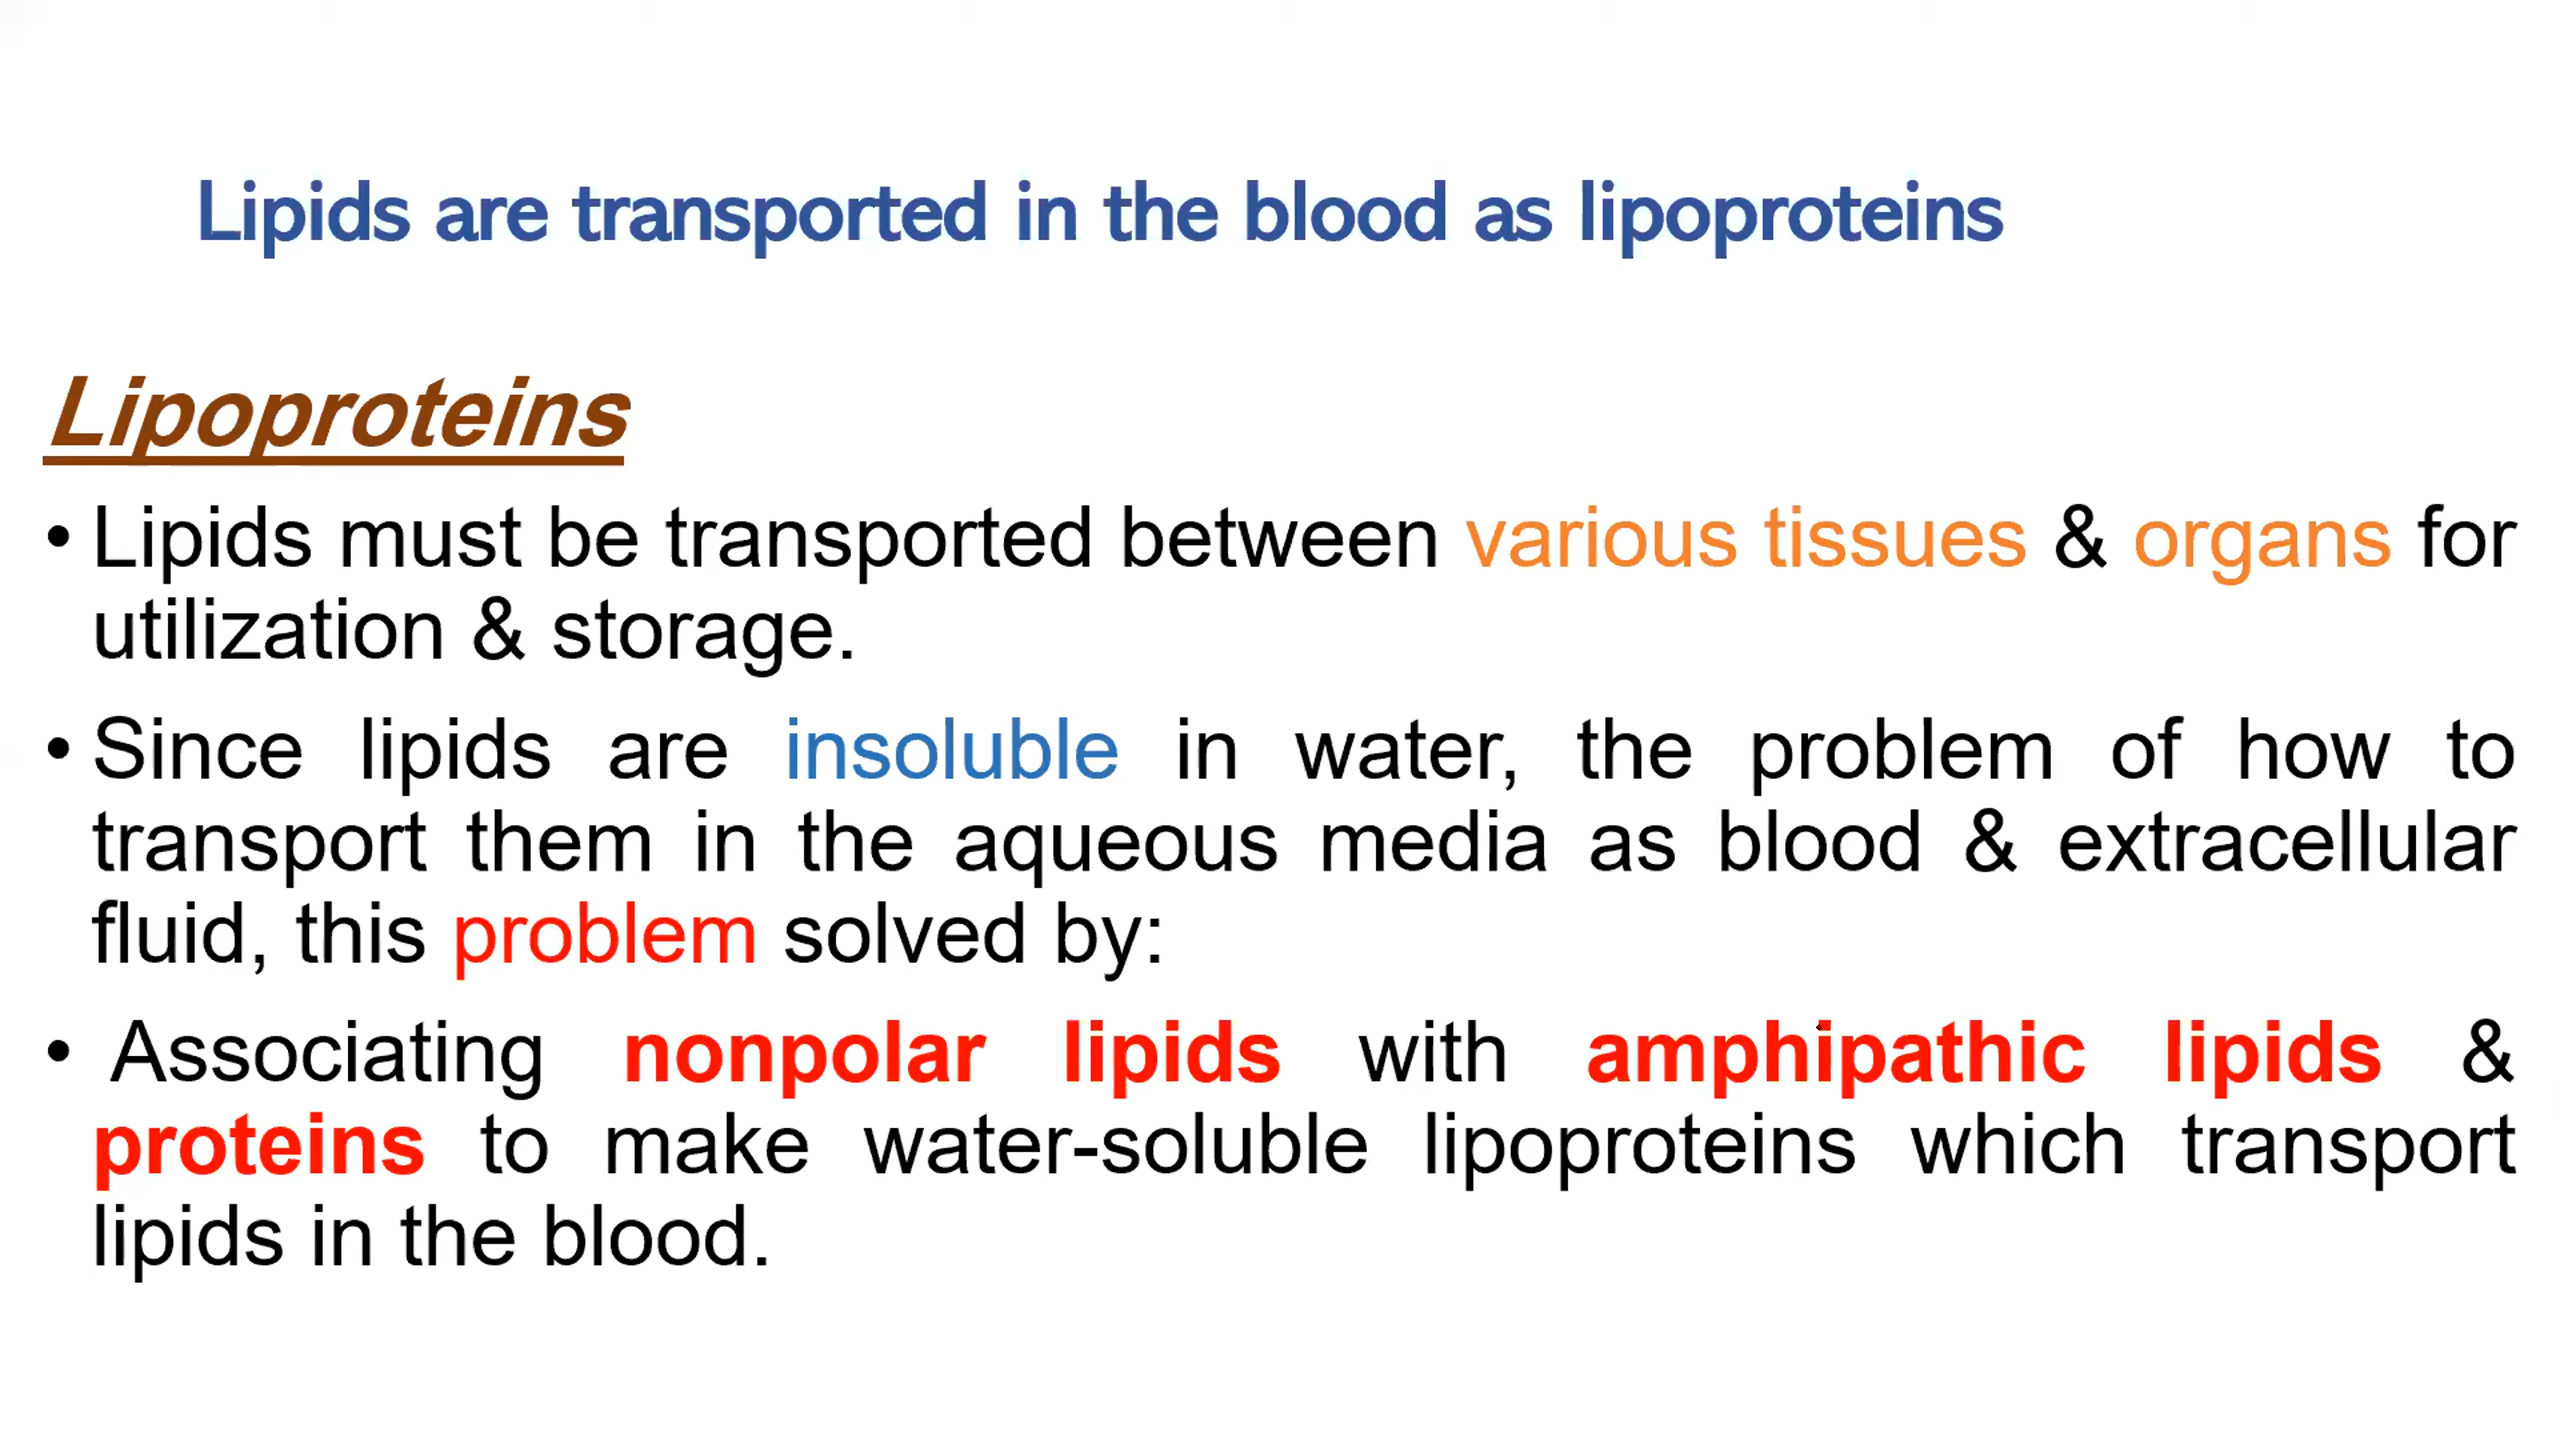 Lipids are transported in the blood as lipoproteins
Lipoproteins
• Lipids must be transported between various tissues & organs for
utilization & storage.
• Since lipids are insoluble in water, the problem of how to
transport them in the aqueous media as blood & extracellular
fluid, this problem solved by:
• Associating nonpolar lipids with amphipathic lipids &
proteins to make water-soluble lipoproteins which transport
lipids in the blood.